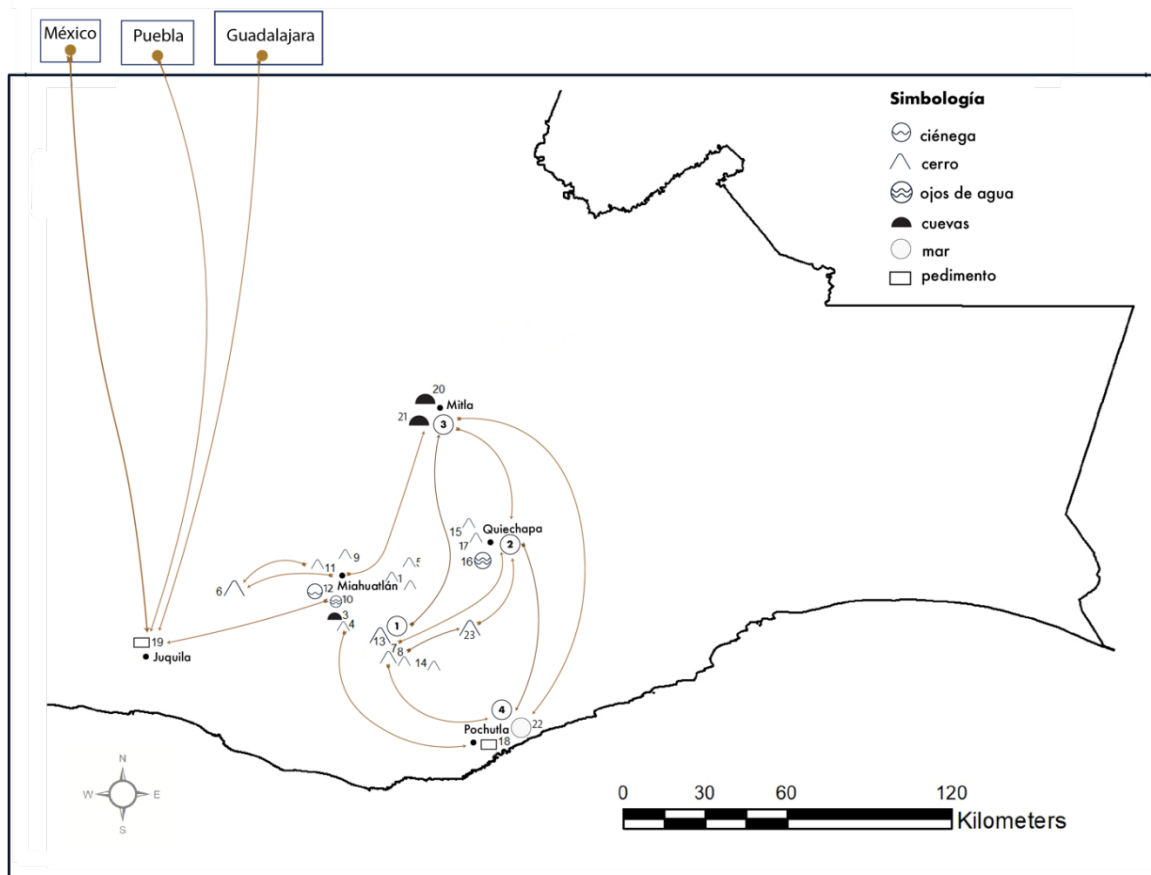 México
Puebla
Guadalajara
Simbología
ciénega
cerro
ojos de agua
cuevas
mar
pedimento
20
Mitla
21
3
15
Quiechapa
17
2
16
9
11
5
6
1
Miahuatlán
12
10
3
4
1
13
23
7
8
14
19
Juquila
4
Pochutla
22
18
N
W
E
S
0
30
60
120
Kilometers